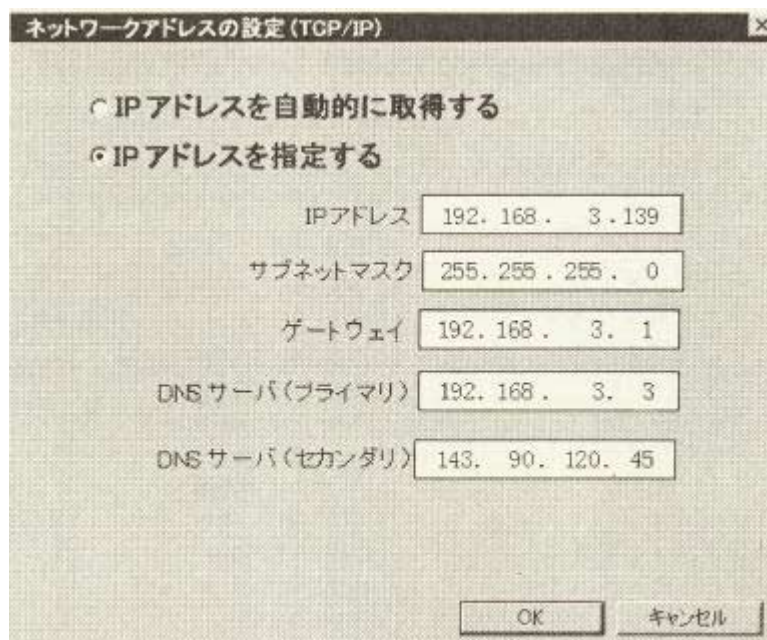 ネットワークアドレスの設定(TCP/IP)
IPアドレスを自動的に取得する
IPアドレスを指定する
IPアドレス 192.168. 3.139
サブネットマスク 255.255.255. 0
ゲートウェイ 192.168. 3. 1
DNSサーバ(プライマリ) 192.168. 3. 3
DNSサーバ(セカンダリ) 143. 90.120. 45
OK キャンセル